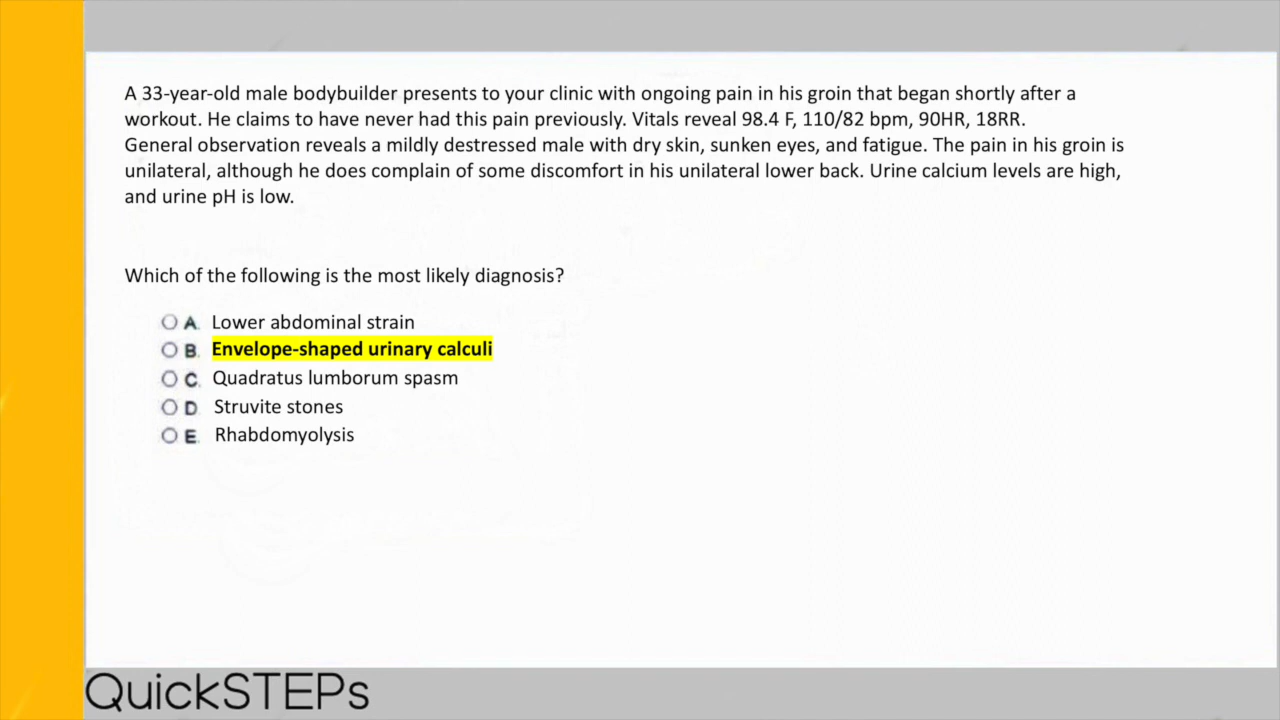 A 33-year-old male bodybuilder presents to your clinic with ongoing pain in his groin that began shortly after a
workout. He claims to have never had this pain previously. Vitals reveal 98.4 F, 110/82 bpm, 90HR, 18RR.
General observation reveals a mildly destressed male with dry skin, sunken eyes, and fatigue. The pain in his groin is
unilateral, although he does complain of some discomfort in his unilateral lower back. Urine calcium levels are high,
and urine pH is low.
Which of the following is the most likely diagnosis?
A. Lower abdominal strain
B. Envelope-shaped urinary calculi
C. Quadratus lumborum spasm
D Struvite stones
E. Rhabdomyolysis
QuickSTEPs